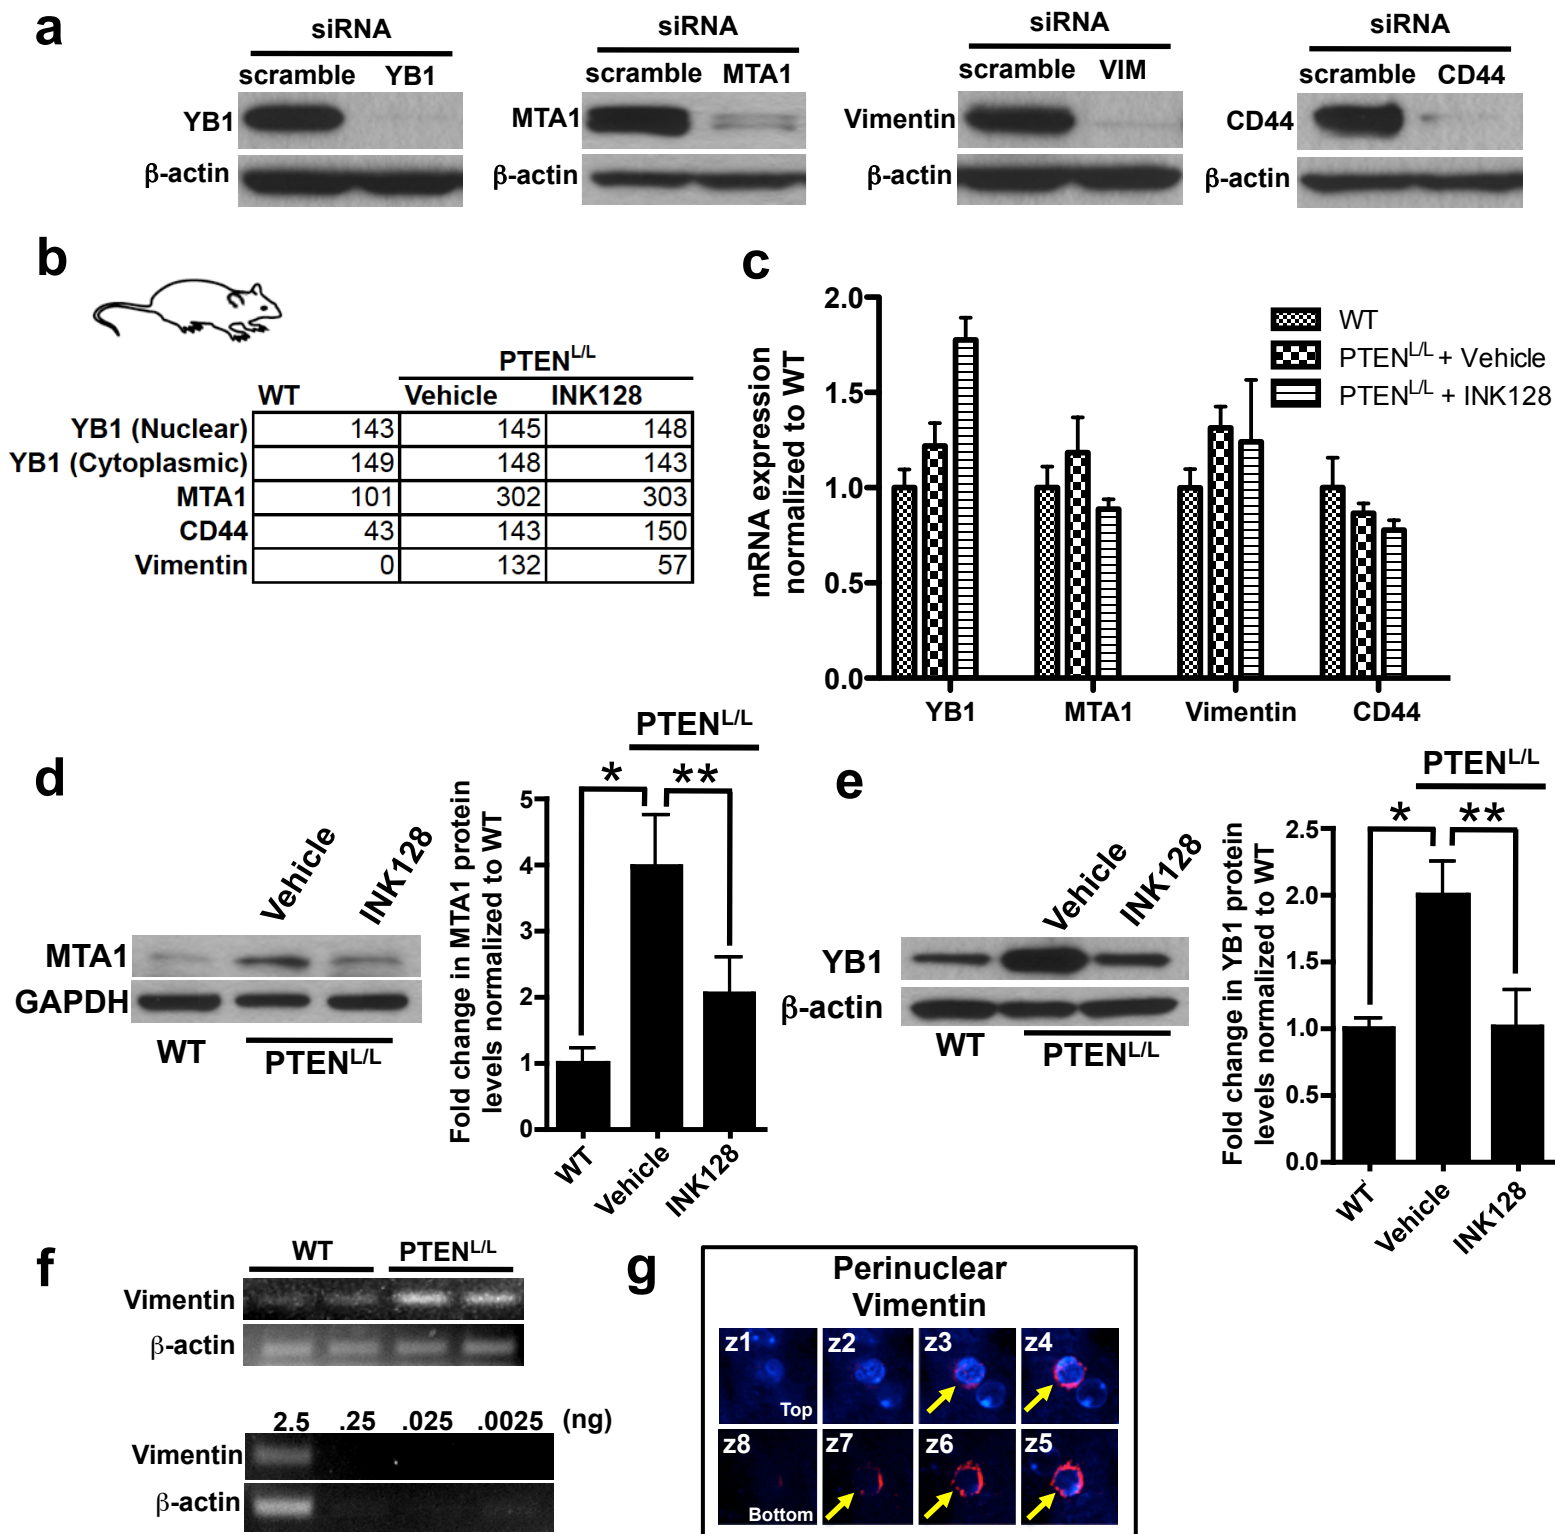 a
siRNA
scramble YB1
YB1
β-actin
siRNA
scramble MTA1
MTA1
β-actin
siRNA
scramble VIM
Vimentin
β-actin
siRNA
scramble CD44
CD44
β-actin
b
PTEN^L/L
WT Vehicle INK128
YB1 (Nuclear) 143 145 148
YB1 (Cytoplasmic) 149 148 143
MTA1 101 302 303
CD44 43 143 150
Vimentin 0 132 57
c
mRNA expression
normalized to WT
2.0
1.5
1.0
0.5
0.0
WT
PTEN^L/L + Vehicle
PTEN^L/L + INK128
YB1 MTA1 Vimentin CD44
d
Vehicle INK128
MTA1
GAPDH
WT PTEN^L/L
PTEN^L/L
* **
Fold change in MTA1 protein
levels normalized to WT
5
4
3
2
1
0
WT Vehicle INK128
e
Vehicle INK128
YB1
β-actin
WT PTEN^L/L
PTEN^L/L
* **
Fold change in YB1 protein
levels normalized to WT
2.5
2.0
1.5
1.0
0.5
0.0
WT Vehicle INK128
f
WT PTEN^L/L
Vimentin
β-actin
2.5 .25 .025 .0025 (ng)
Vimentin
β-actin
g
Perinuclear
Vimentin
z1 z2 z3 z4
Top
z8 z7 z6 z5
Bottom